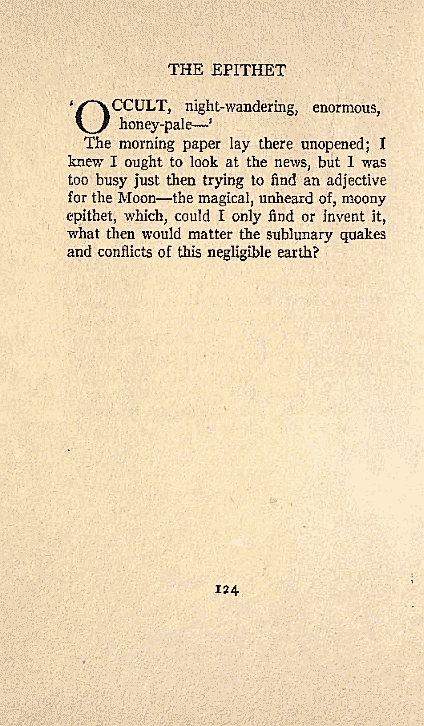 THE EPITHET
‘OCCULT, night-wandering, enormous,
honey-pale—’
The morning paper lay there unopened; I
knew I ought to look at the news, but I was
too busy just then trying to find an adjective
for the Moon—the magical, unheard of, moony
epithet, which, could I only find or invent it,
what then would matter the sublunary quakes
and conflicts of this negligible earth?
124